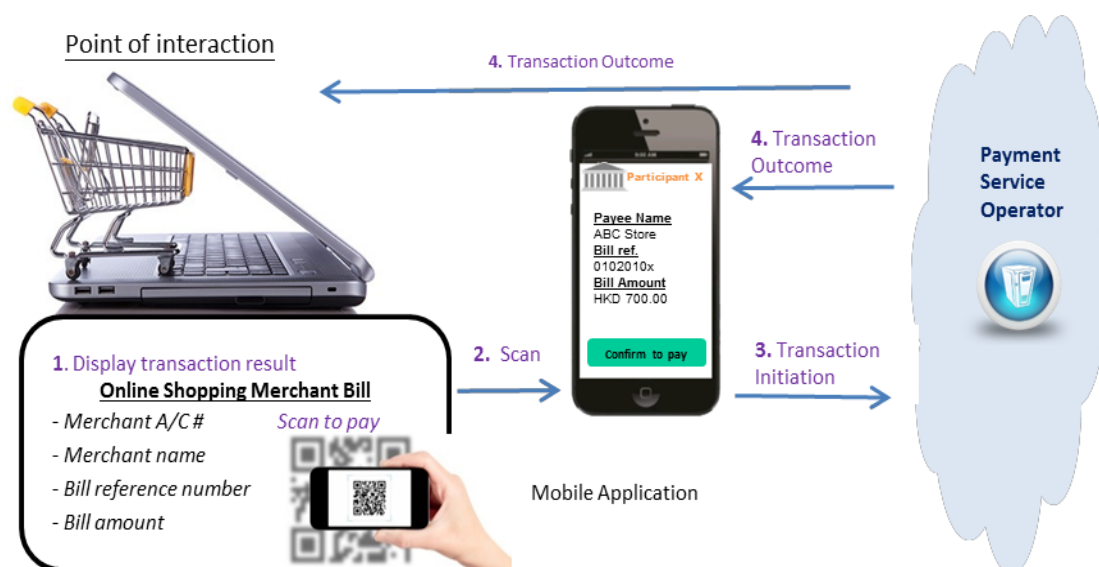 Point of interaction
4. Transaction Outcome
4. Transaction
Outcome
Payment
Service
Operator
Participant X
Payee Name
ABC Store
Bill ref.
0102010x
Bill Amount
HKD 700.00
Confirm to pay
1. Display transaction result
Online Shopping Merchant Bill
- Merchant A/C #
Scan to pay
- Merchant name
- Bill reference number
- Bill amount
2. Scan
3. Transaction
Initiation
Mobile Application